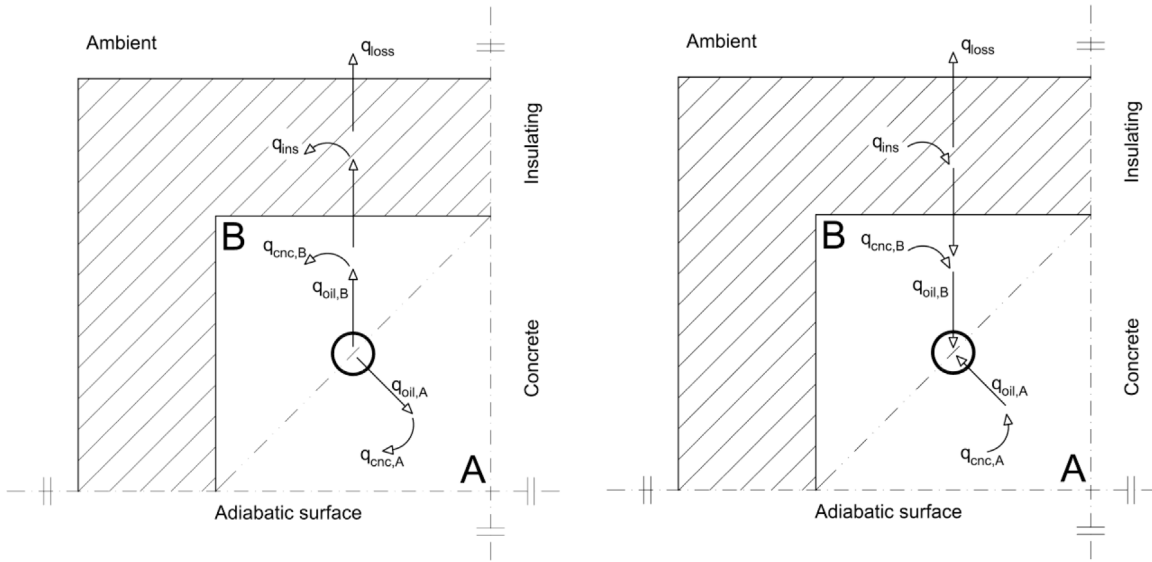 Ambient
q_loss
q_ins
Insulating
B
q_cnc,B
q_oil,B
Concrete
q_oil,A
q_cnc,A
A
Adiabatic surface
Ambient
q_loss
q_ins
Insulating
B
q_cnc,B
q_oil,B
Concrete
q_oil,A
q_cnc,A
A
Adiabatic surface